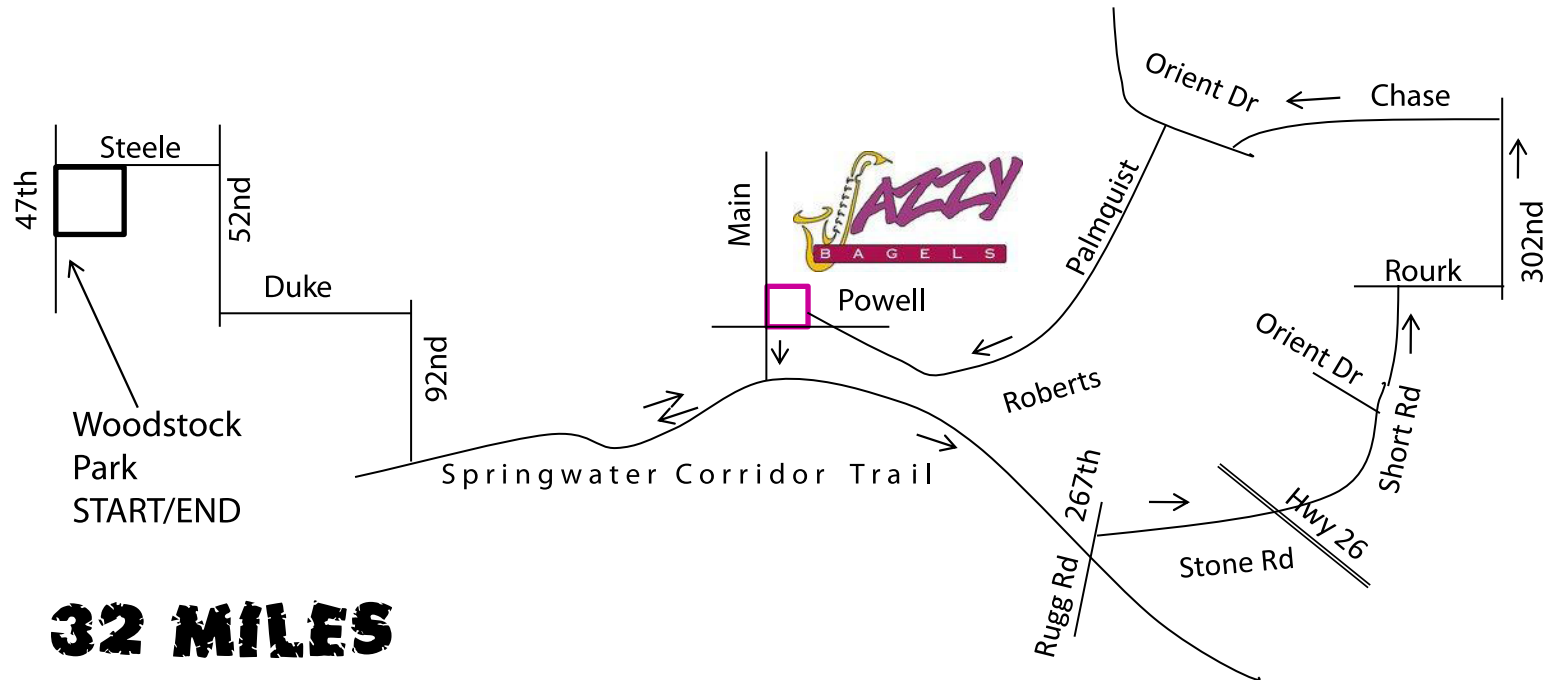 Orient Dr
Chase
Steele
47th
52nd
Main
JAZZY
BAGELS
Palmquist
302nd
Rourk
Duke
Powell
Orient Dr
92nd
Roberts
Short Rd
Woodstock
Park
START/END
Springwater Corridor Trail
267th
Hwy 26
Stone Rd
Rugg Rd
32 MILES